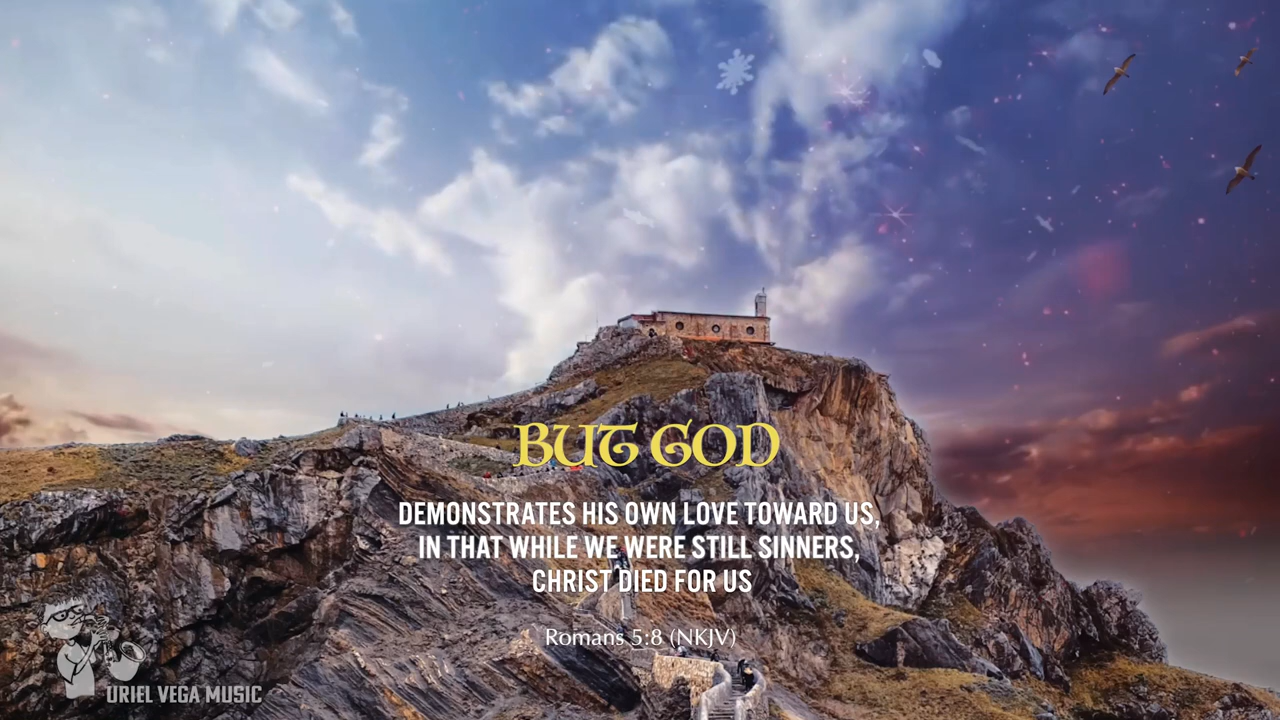 BUT GOD
DEMONSTRATES HIS OWN LOVE TOWARD US,
IN THAT WHILE WE WERE STILL SINNERS,
CHRIST DIED FOR US
Romans 5:8 (NKJV)
URIEL VEGA MUSIC